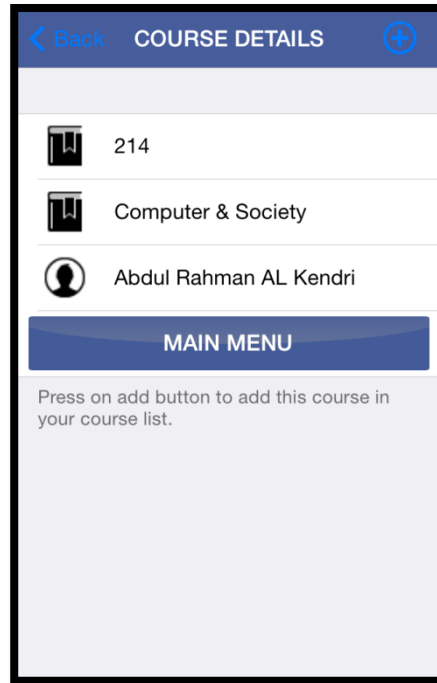 Back
COURSE DETAILS
214
Computer & Society
Abdul Rahman AL Kendri
MAIN MENU
Press on add button to add this course in
your course list.